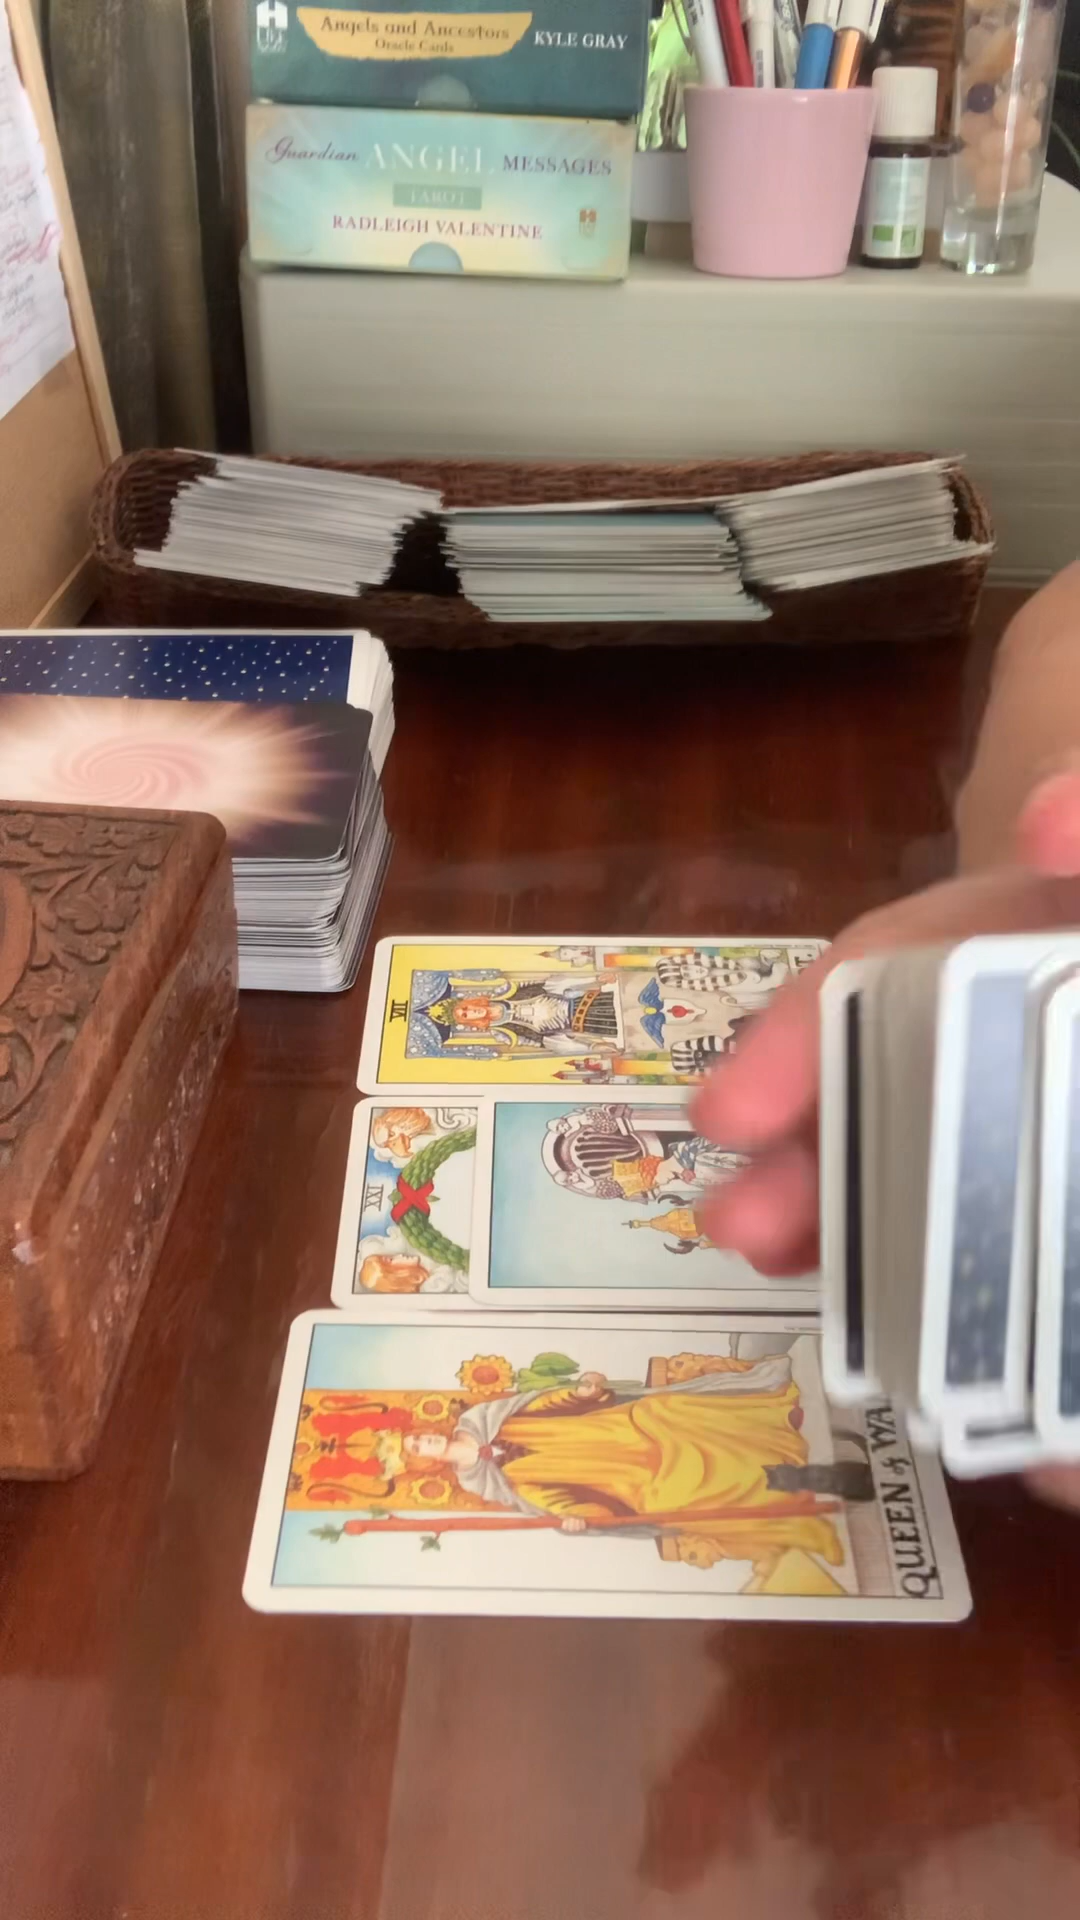 Angels and Ancestors
Oracle Cards
KYLE GRAY
Guardian ANGEL MESSAGES
TAROT
RADLEIGH VALENTINE
VII
XXI
QUEEN of WA